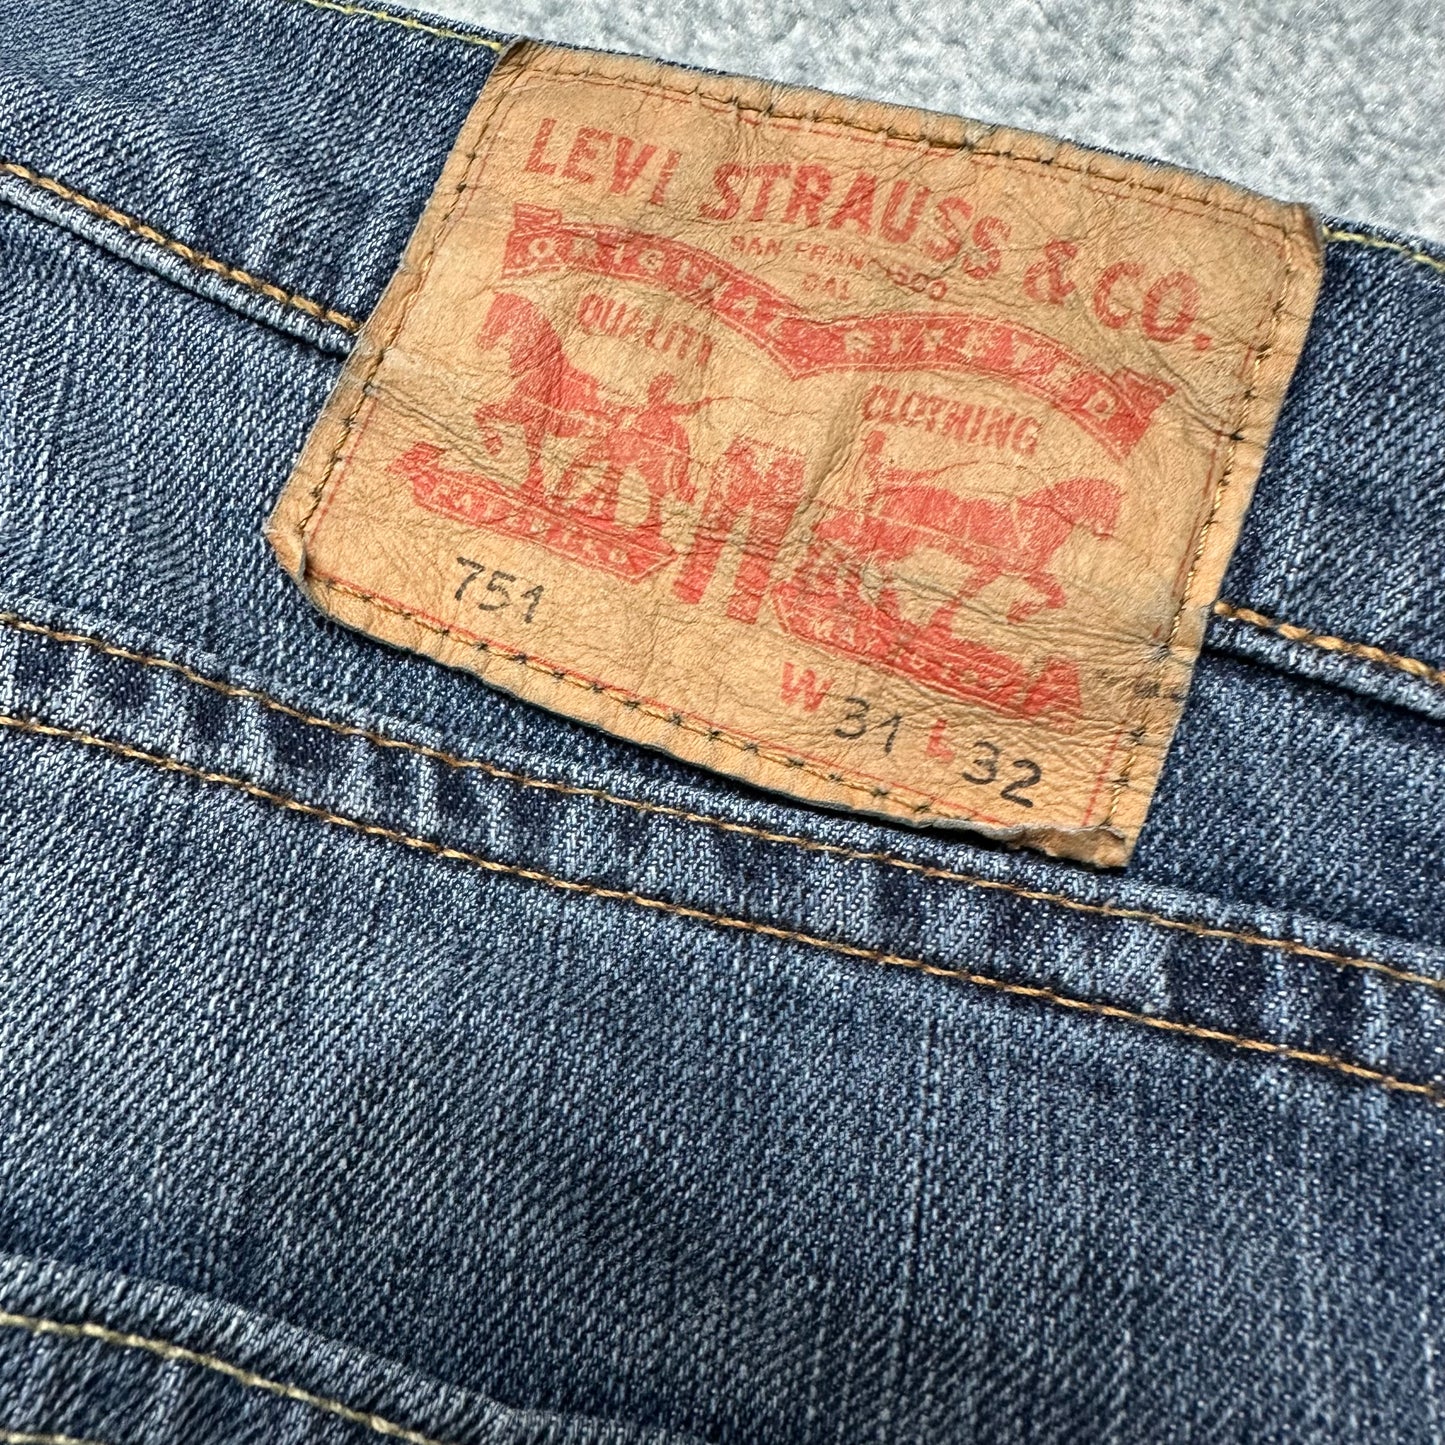 LEVI STRAUSS & CO.
SAN FRANCISCO
CAL
ORIGINAL RIVETED
QUALITY CLOTHING
751
W 31 L 32